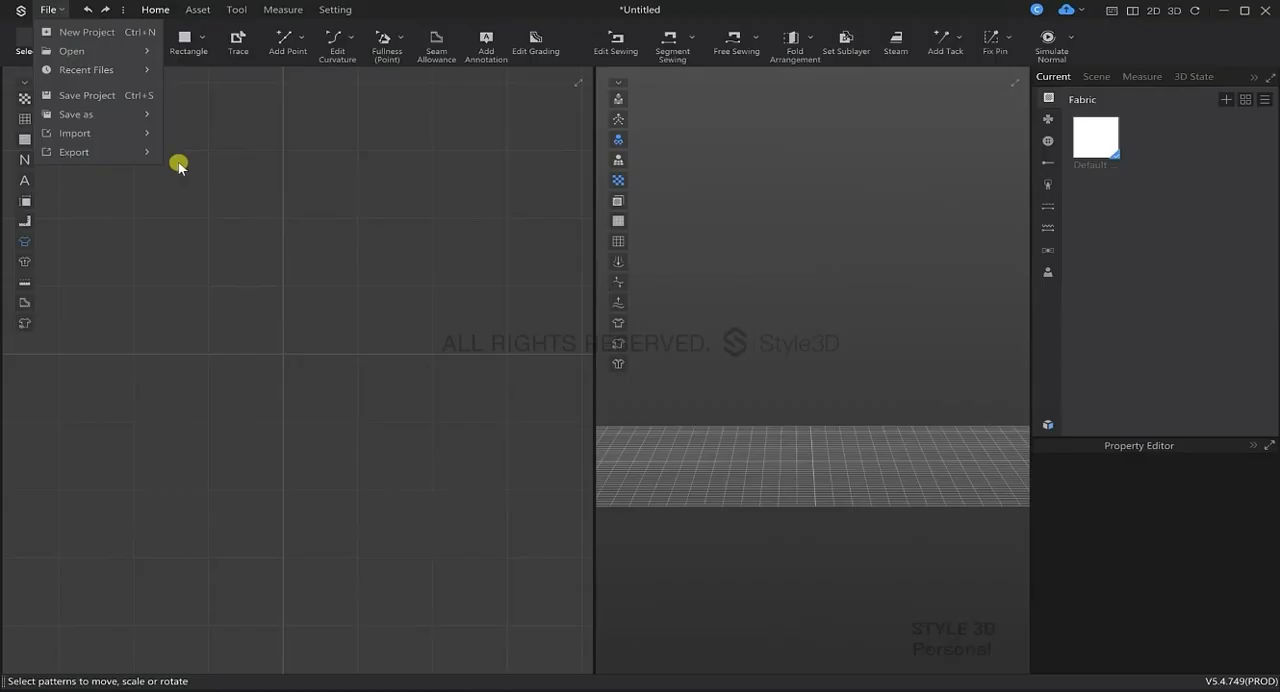 File Home Asset Tool Measure Setting *Untitled 2D 3D
New Project Ctrl+N
Open
Recent Files
Save Project Ctrl+S
Save as
Import
Export
Rectangle Trace Add Point Edit Curvature Fullness (Point) Seam Allowance Add Annotation Edit Grading
Edit Sewing Segment Sewing Free Sewing Fold Arrangement Set Sublayer Steam Add Tack Fix Pin Simulate Normal
Current Scene Measure 3D State
Fabric
Default ...
ALL RIGHTS RESERVED. Style3D
Property Editor
STYLE 3D
Personal
Select patterns to move, scale or rotate
V5.4.749(PROD)